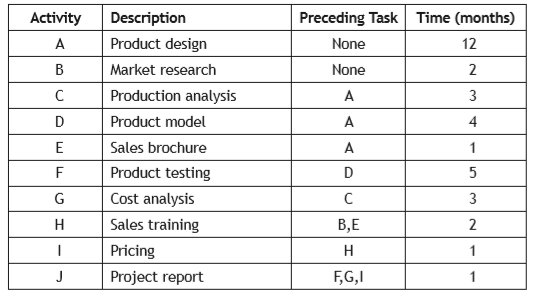 Activity Description Preceding Task Time (months)
A Product design None 12
B Market research None 2
C Production analysis A 3
D Product model A 4
E Sales brochure A 1
F Product testing D 5
G Cost analysis C 3
H Sales training B,E 2
I Pricing H 1
J Project report F,G,I 1